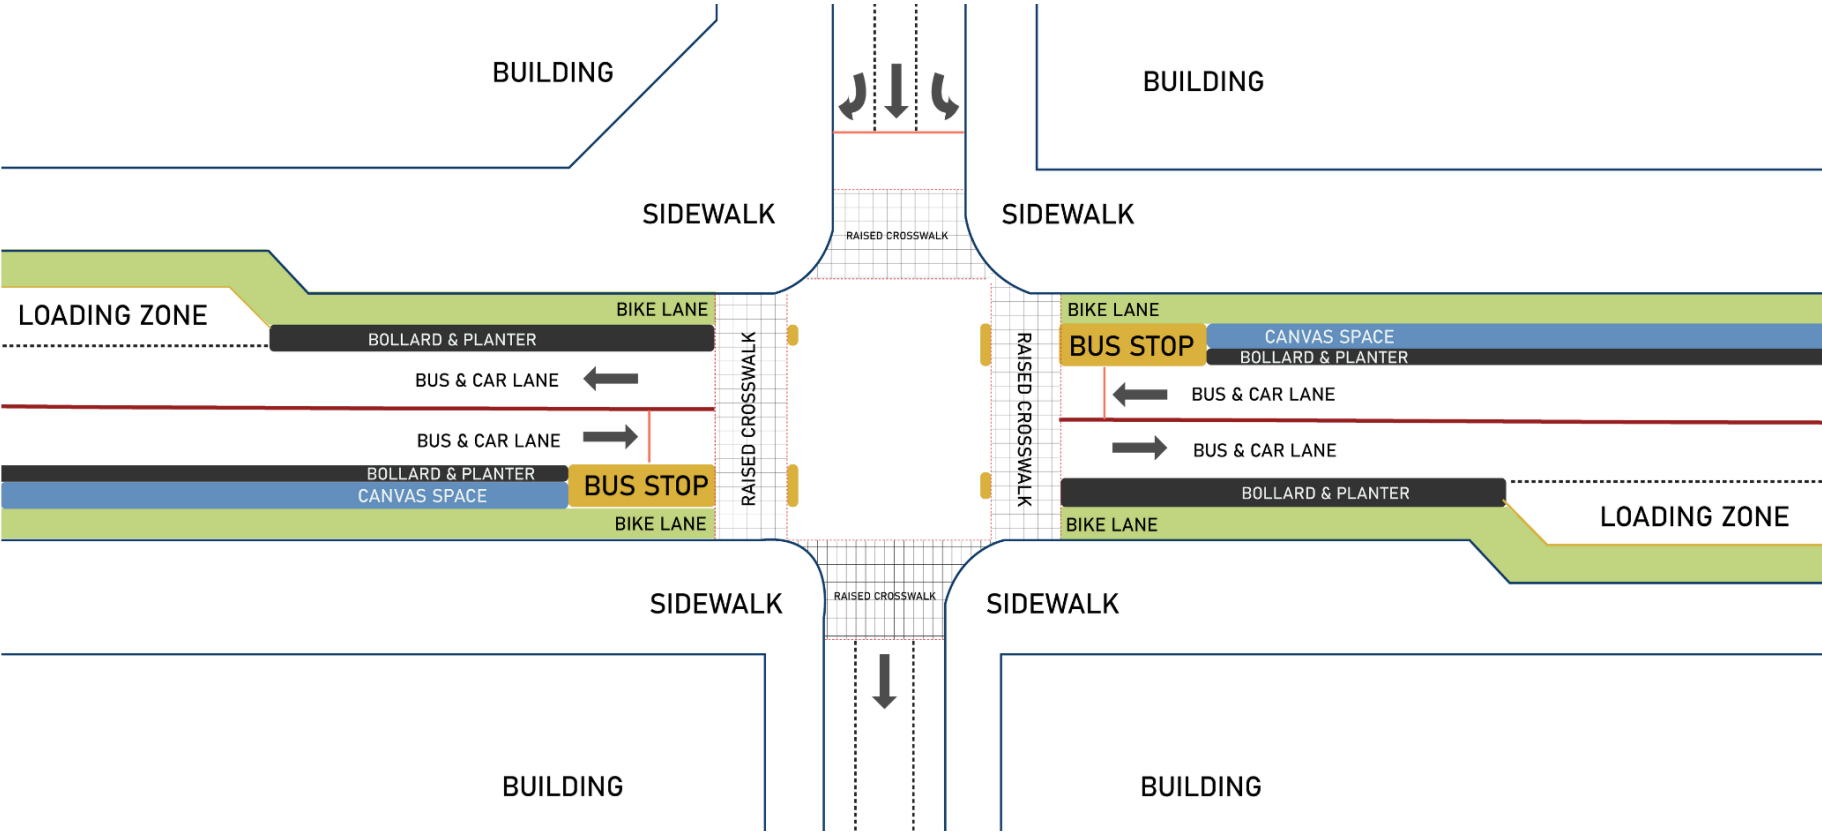 BUILDING
BUILDING
SIDEWALK
SIDEWALK
RAISED CROSSWALK
LOADING ZONE
BIKE LANE
BIKE LANE
BOLLARD & PLANTER
BUS STOP
CANVAS SPACE
BOLLARD & PLANTER
BUS & CAR LANE
BUS & CAR LANE
RAISED CROSSWALK
RAISED CROSSWALK
BUS & CAR LANE
BUS & CAR LANE
BOLLARD & PLANTER
CANVAS SPACE
BUS STOP
BOLLARD & PLANTER
BIKE LANE
BIKE LANE
LOADING ZONE
SIDEWALK
RAISED CROSSWALK
SIDEWALK
BUILDING
BUILDING